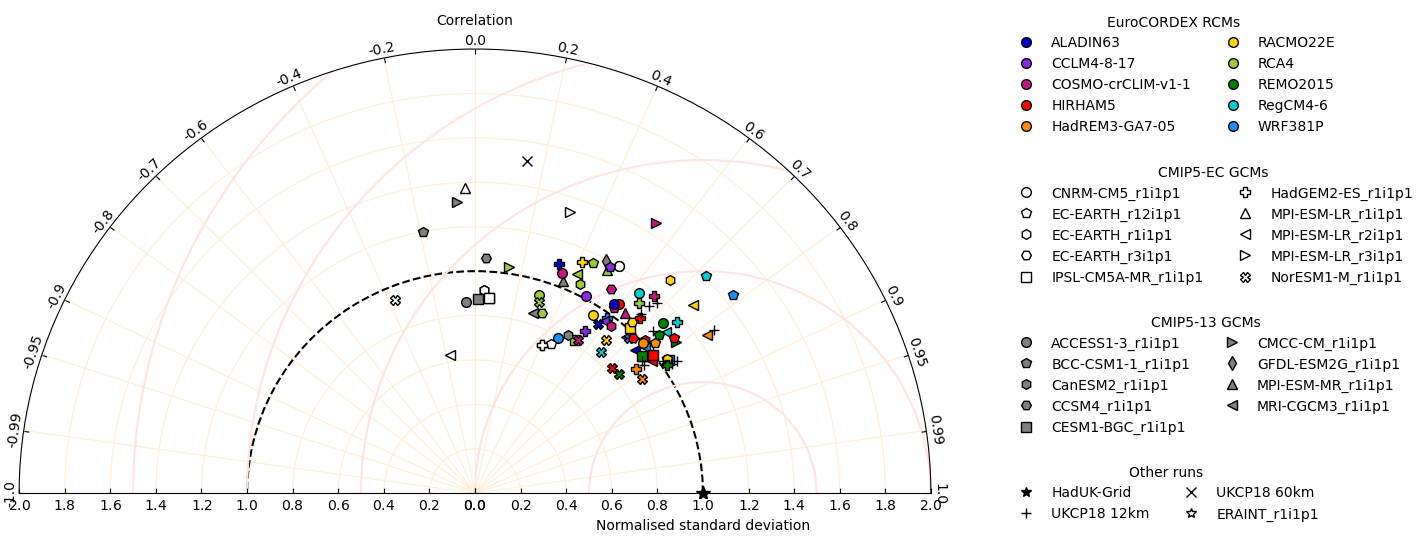 Correlation
0.0
-0.2
0.2
-0.4
0.4
-0.6
0.6
-0.7
0.7
-0.8
0.8
-0.9
0.9
-0.95
0.95
-0.99
0.99
-1.0
1.0
2.0 1.8 1.6 1.4 1.2 1.0 0.8 0.6 0.4 0.2 0.0 0.2 0.4 0.6 0.8 1.0 1.2 1.4 1.6 1.8 2.0
Normalised standard deviation
EuroCORDEX RCMs
ALADIN63 RACMO22E
CCLM4-8-17 RCA4
COSMO-crCLIM-v1-1 REMO2015
HIRHAM5 RegCM4-6
HadREM3-GA7-05 WRF381P
CMIP5-EC GCMs
CNRM-CM5_r1i1p1 HadGEM2-ES_r1i1p1
EC-EARTH_r12i1p1 MPI-ESM-LR_r1i1p1
EC-EARTH_r1i1p1 MPI-ESM-LR_r2i1p1
EC-EARTH_r3i1p1 MPI-ESM-LR_r3i1p1
IPSL-CM5A-MR_r1i1p1 NorESM1-M_r1i1p1
CMIP5-13 GCMs
ACCESS1-3_r1i1p1 CMCC-CM_r1i1p1
BCC-CSM1-1_r1i1p1 GFDL-ESM2G_r1i1p1
CanESM2_r1i1p1 MPI-ESM-MR_r1i1p1
CCSM4_r1i1p1 MRI-CGCM3_r1i1p1
CESM1-BGC_r1i1p1
Other runs
HadUK-Grid UKCP18 60km
UKCP18 12km ERAINT_r1i1p1